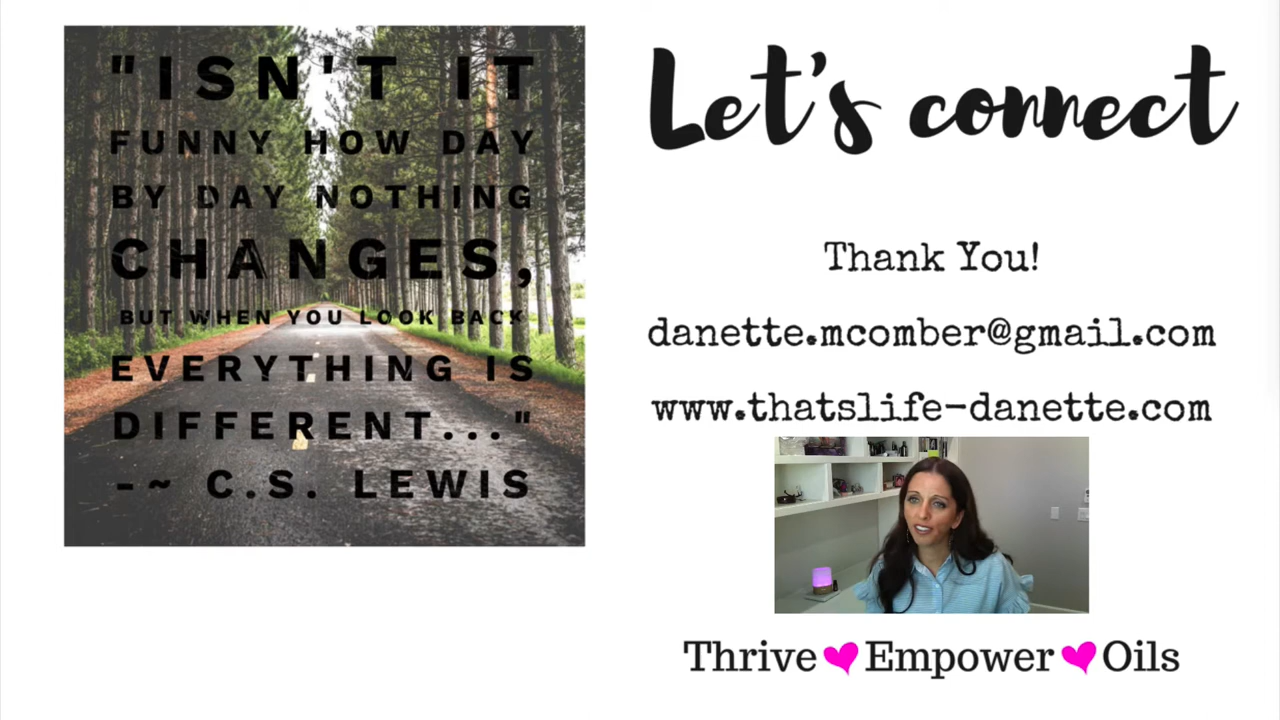 "ISN'T IT
FUNNY HOW DAY
BY DAY NOTHING
CHANGES,
BUT WHEN YOU LOOK BACK
EVERYTHING IS
DIFFERENT..."
-~ C.S. LEWIS
Let's connect
Thank You!
danette.mcomber@gmail.com
www.thatslife-danette.com
Thrive Empower Oils